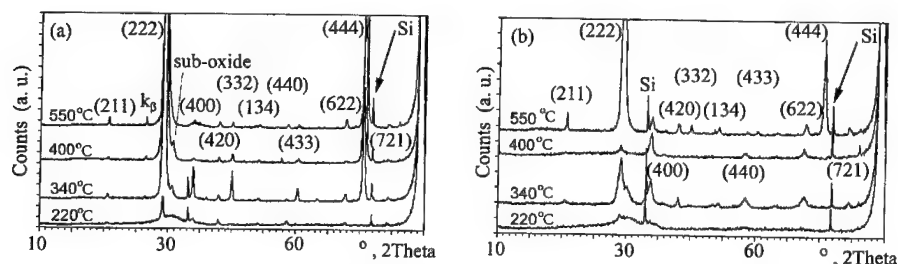 (a)
(222)
(444)
Si
sub-oxide
(332) (440)
(211) kβ (400) (134) (622)
550°C
(420) (433) (721)
400°C
340°C
220°C
10 30 60 o , 2Theta
Counts (a. u.)
(b)
(222)
(444)
Si
Si (332) (433)
(211) (420) (134) (622)
550°C
400°C
(400) (440) (721)
340°C
220°C
10 30 60 o , 2Theta
Counts (a. u.)